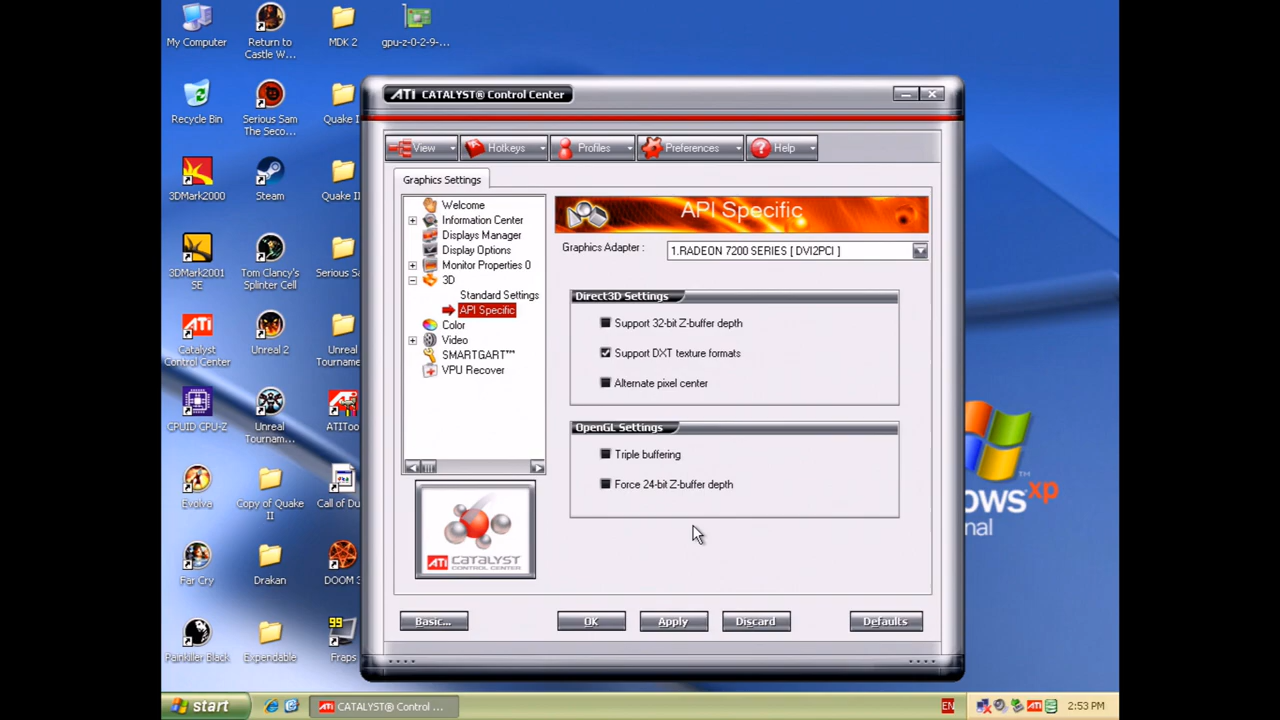 My Computer
Return to
Castle W...
MDK 2
gpu-z-0-2-9-...
Recycle Bin
Serious Sam
The Seco...
Quake I
3DMark2000
Steam
Quake II
3DMark2001
SE
Tom Clancy's
Splinter Cell
Serious S
Catalyst
Control Center
Unreal 2
Unreal
Tourname
CPUID CPU-Z
Unreal
Tournam...
ATIToo
Evolva
Copy of Quake
II
Call of Du
Far Cry
Drakan
DOOM 3
Painkiller Black
Expendable
99
Fraps
ATI CATALYST® Control Center
View
Hotkeys
Profiles
Preferences
Help
Graphics Settings
Welcome
Information Center
Displays Manager
Display Options
Monitor Properties 0
3D
Standard Settings
API Specific
Color
Video
SMARTGART™
VPU Recover
ATI CATALYST
CONTROL CENTER
API Specific
Graphics Adapter :
1.RADEON 7200 SERIES [ DVI2PCI ]
Direct3D Settings
Support 32-bit Z-buffer depth
Support DXT texture formats
Alternate pixel center
OpenGL Settings
Triple buffering
Force 24-bit Z-buffer depth
Basic...
OK
Apply
Discard
Defaults
ndows xp
nal
start
ATI CATALYST® Control ...
EN
ATI
2:53 PM